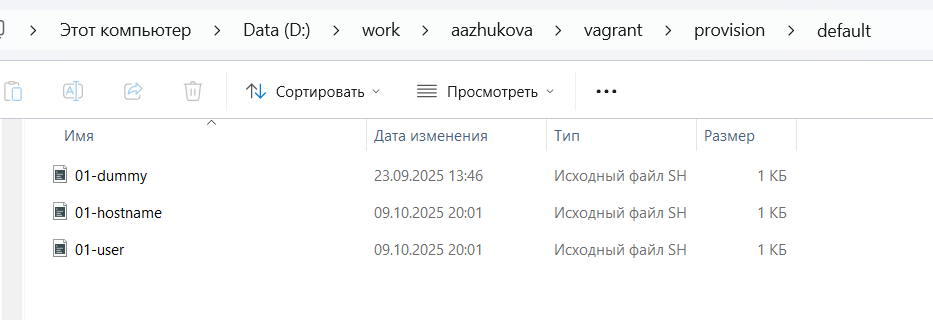 Этот компьютер > Data (D:) > work > aazhukova > vagrant > provision > default
Сортировать Просмотреть
Имя Дата изменения Тип Размер
01-dummy 23.09.2025 13:46 Исходный файл SH 1 КБ
01-hostname 09.10.2025 20:01 Исходный файл SH 1 КБ
01-user 09.10.2025 20:01 Исходный файл SH 1 КБ